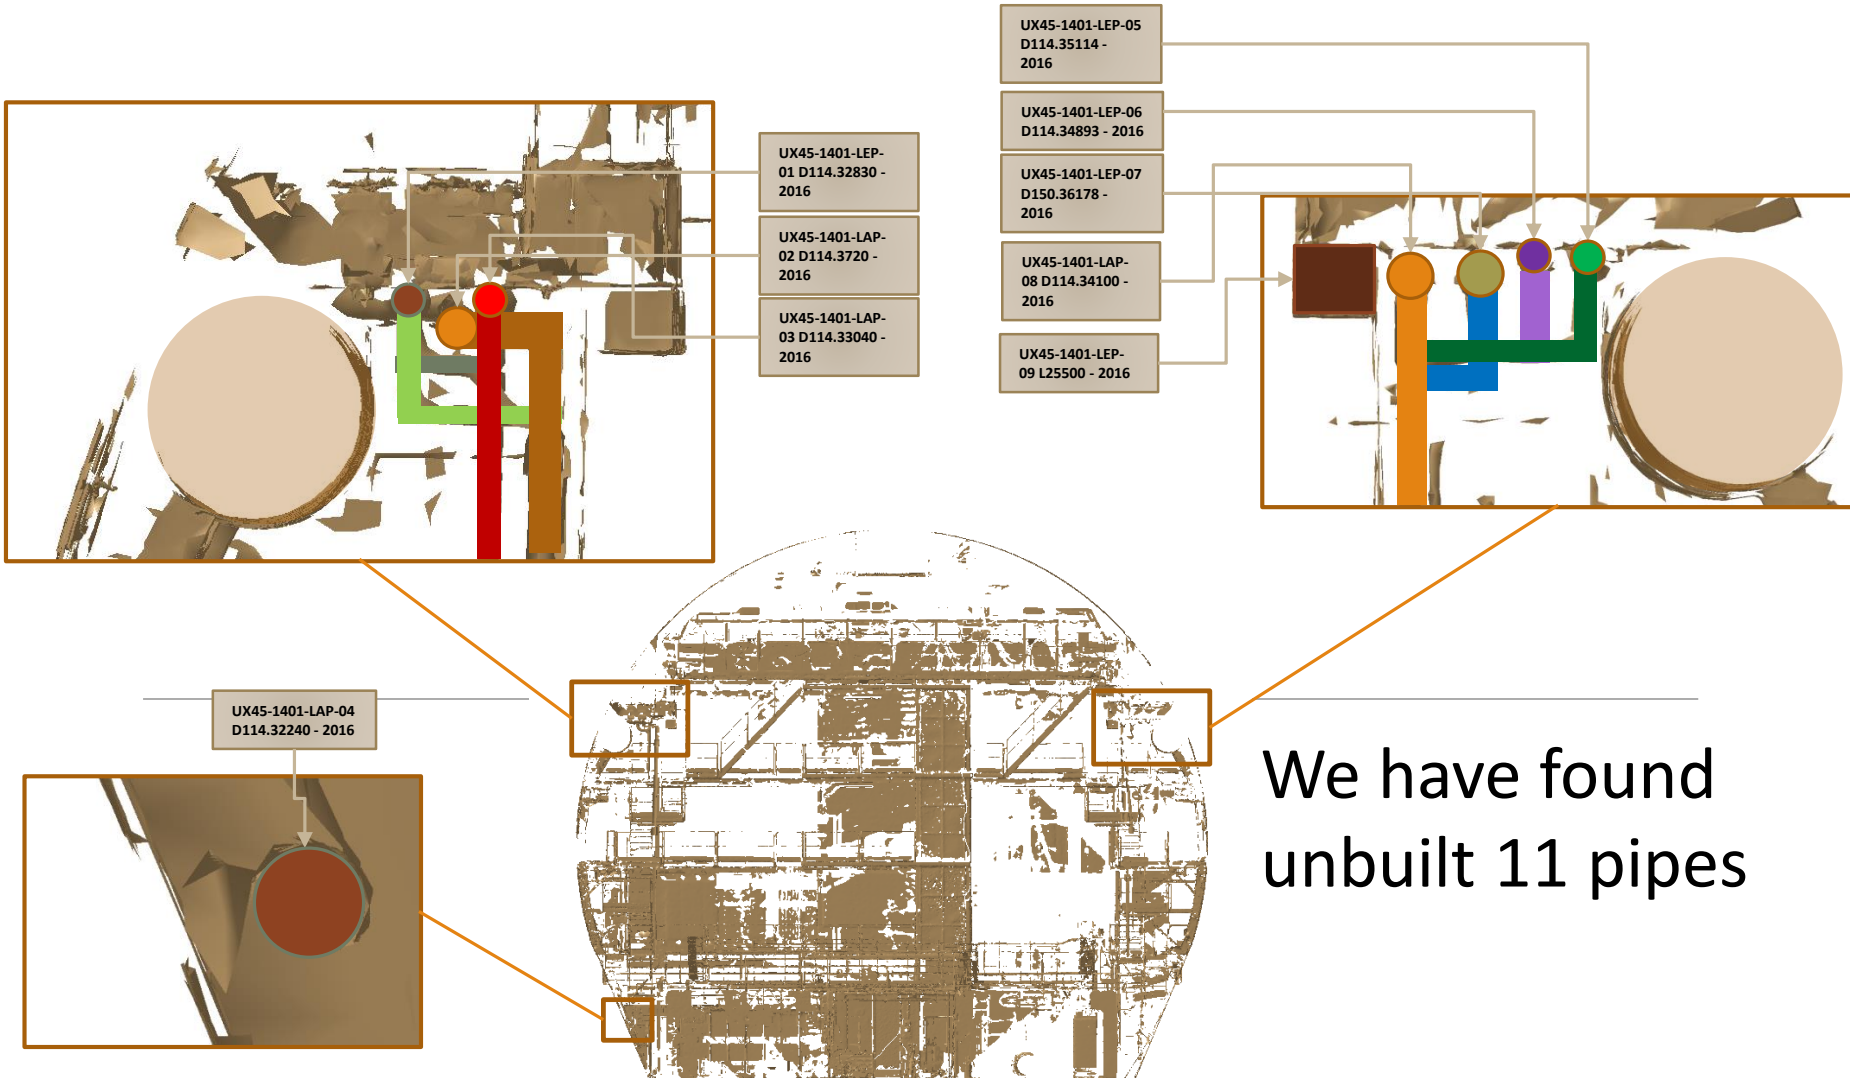 UX45-1401-LEP-05
D114.35114 -
2016
UX45-1401-LEP-06
D114.34893 - 2016
UX45-1401-LEP-07
D150.36178 -
2016
UX45-1401-LAP-
08 D114.34100 -
2016
UX45-1401-LEP-
09 L25500 - 2016
UX45-1401-LEP-
01 D114.32830 -
2016
UX45-1401-LAP-
02 D114.3720 -
2016
UX45-1401-LAP-
03 D114.33040 -
2016
UX45-1401-LAP-04
D114.32240 - 2016
We have found
unbuilt 11 pipes